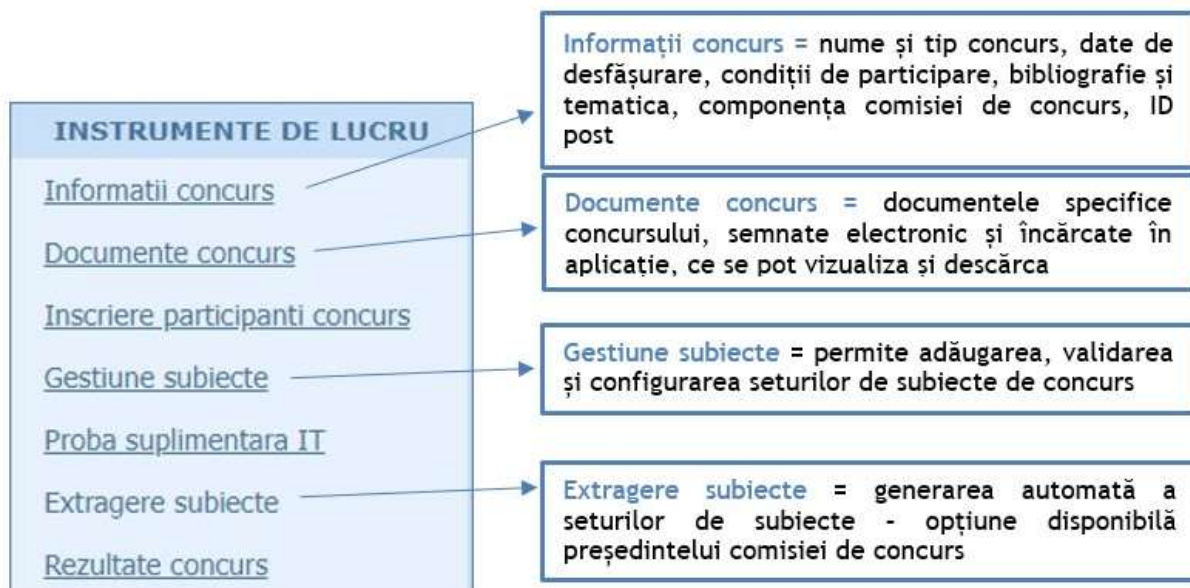 INSTRUMENTE DE LUCRU
Informatii concurs
Documente concurs
Inscriere participanti concurs
Gestiune subiecte
Proba suplimentara IT
Extragere subiecte
Rezultate concurs
Informații concurs = nume și tip concurs, date de
desfășurare, condiții de participare, bibliografie și
tematica, componența comisiei de concurs, ID
post
Documente concurs = documentele specifice
concursului, semnate electronic și încărcate în
aplicație, ce se pot vizualiza și descărca
Gestiune subiecte = permite adăugarea, validarea
și configurarea seturilor de subiecte de concurs
Extragere subiecte = generarea automată a
seturilor de subiecte - opțiune disponibilă
președintelui comisiei de concurs